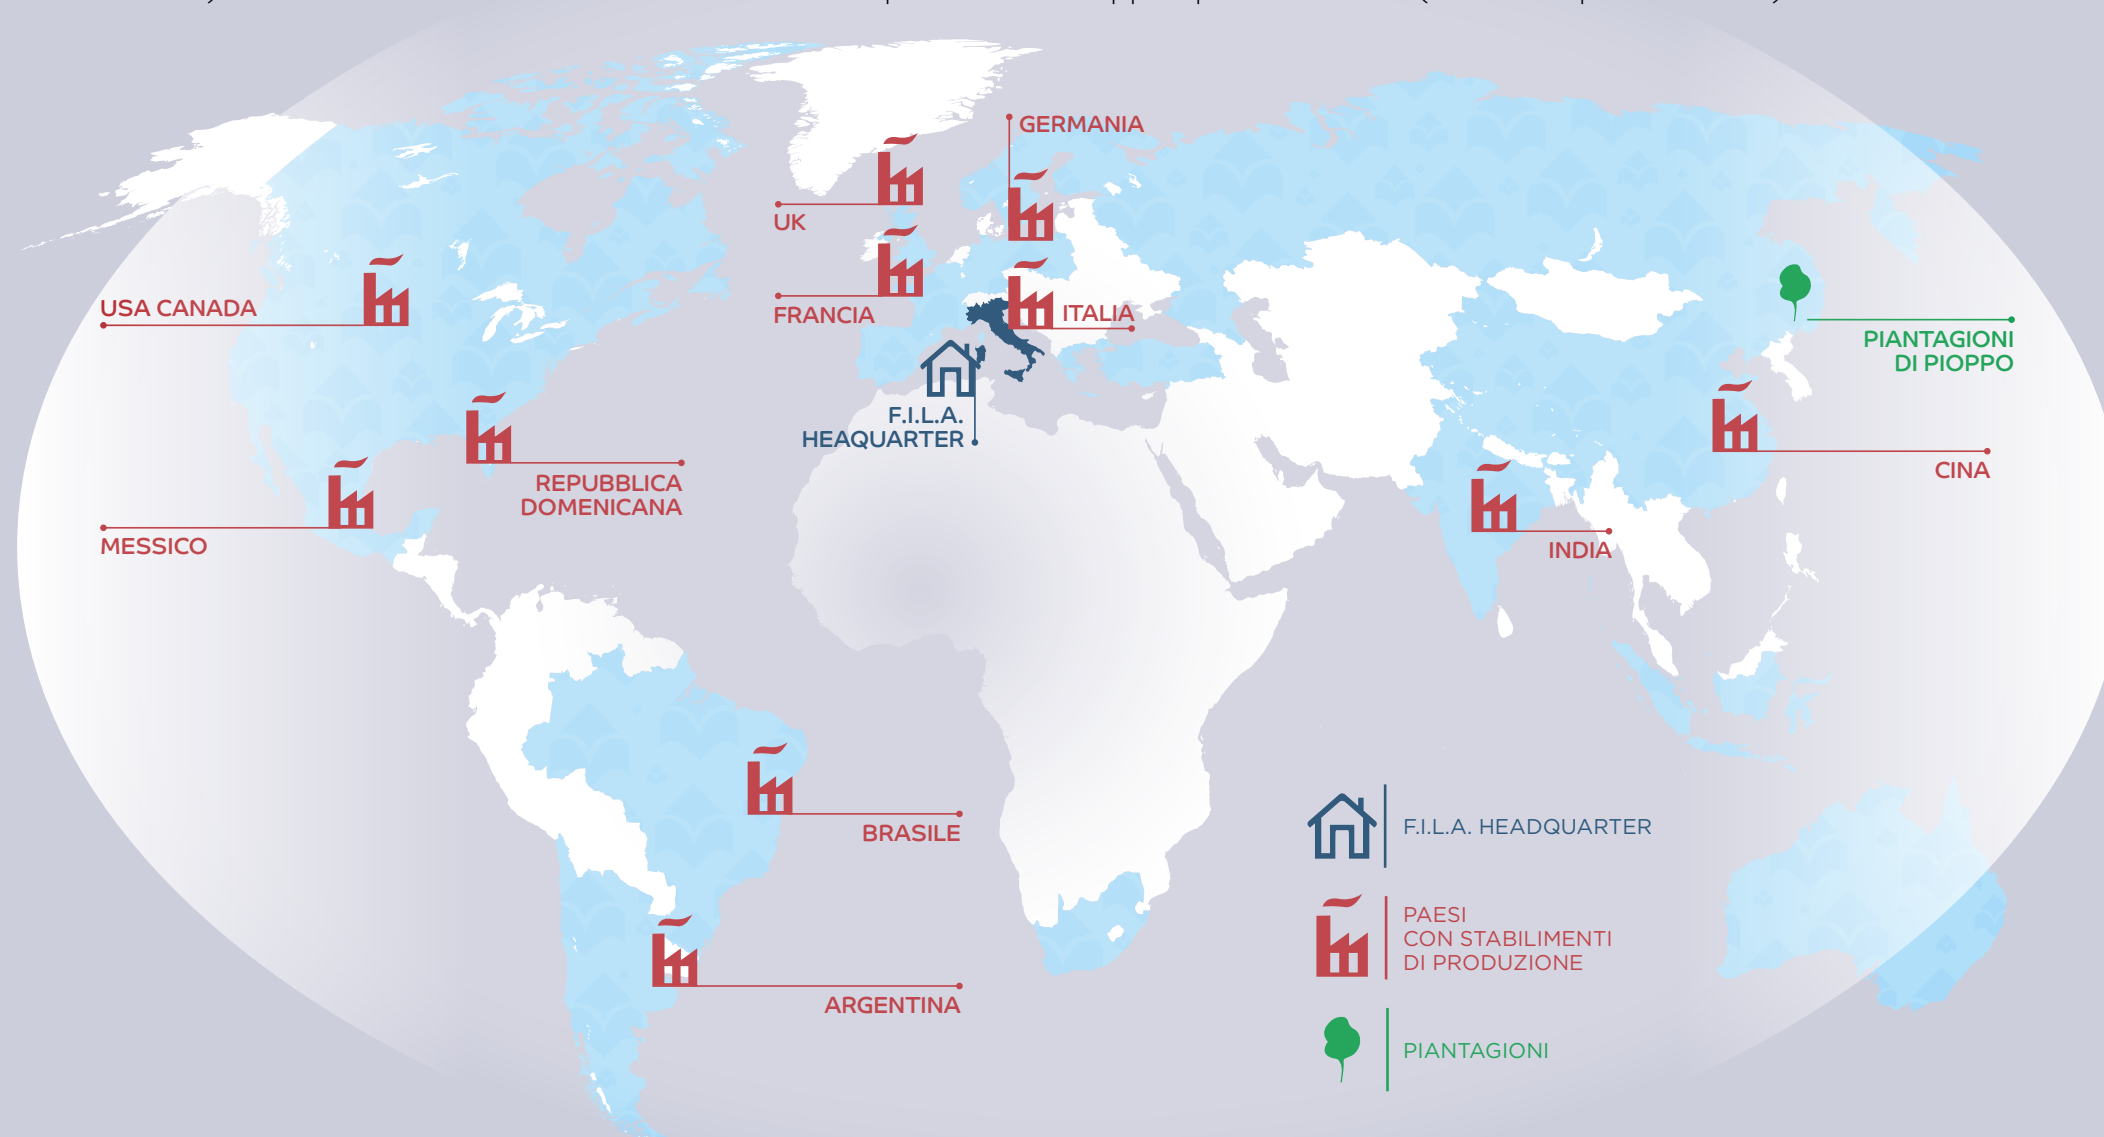 GERMANIA
UK
USA CANADA
FRANCIA
ITALIA
PIANTAGIONI
DI PIOPPO
F.I.L.A.
HEAQUARTER
CINA
REPUBBLICA
DOMENICANA
MESSICO
INDIA
BRASILE
ARGENTINA
F.I.L.A. HEADQUARTER
PAESI
CON STABILIMENTI
DI PRODUZIONE
PIANTAGIONI